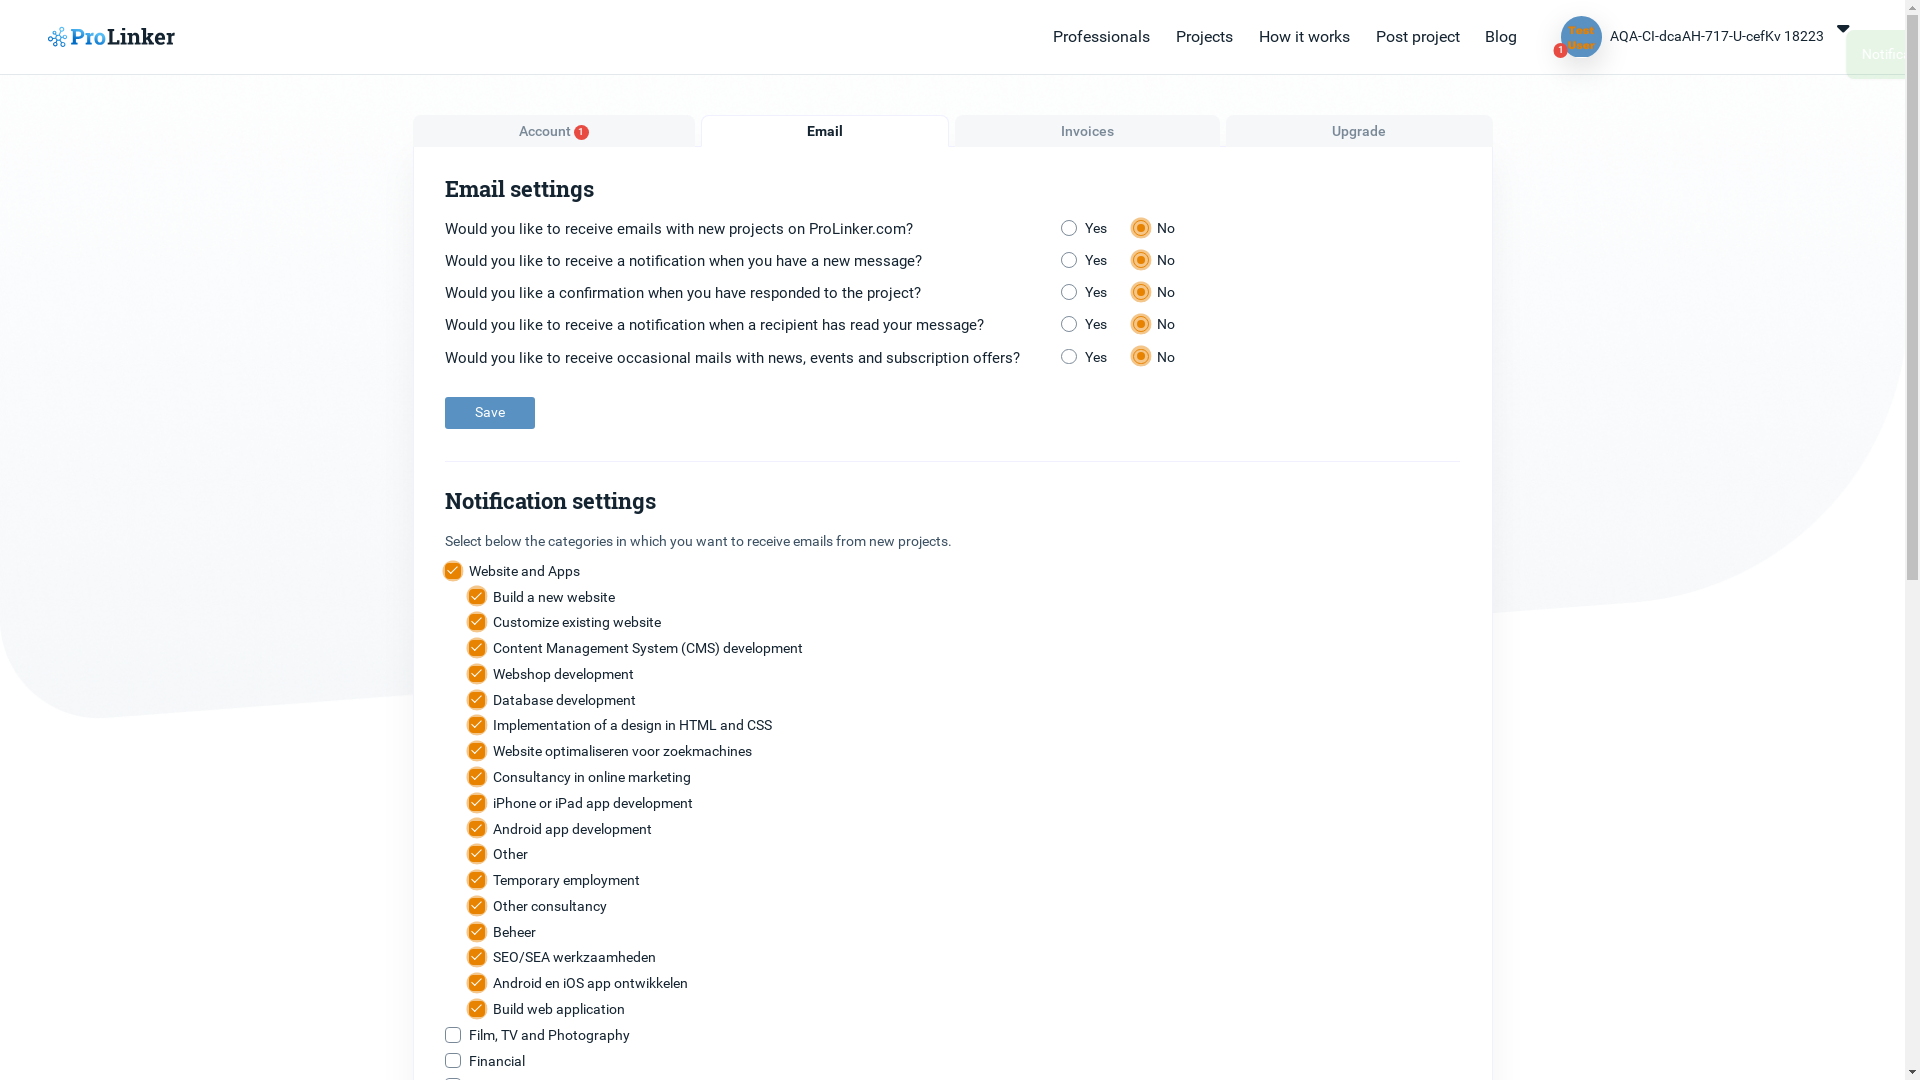 ProLinker
Professionals
Projects
How it works
Post project
Blog
Test
User
1
AQA-CI-dcaAH-717-U-cefKv 18223
Account 1
Email
Invoices
Upgrade
Email settings
Would you like to receive emails with new projects on ProLinker.com? Yes No
Would you like to receive a notification when you have a new message? Yes No
Would you like a confirmation when you have responded to the project? Yes No
Would you like to receive a notification when a recipient has read your message? Yes No
Would you like to receive occasional mails with news, events and subscription offers? Yes No
Save
Notification settings
Select below the categories in which you want to receive emails from new projects.
Website and Apps
Build a new website
Customize existing website
Content Management System (CMS) development
Webshop development
Database development
Implementation of a design in HTML and CSS
Website optimaliseren voor zoekmachines
Consultancy in online marketing
iPhone or iPad app development
Android app development
Other
Temporary employment
Other consultancy
Beheer
SEO/SEA werkzaamheden
Android en iOS app ontwikkelen
Build web application
Film, TV and Photography
Financial